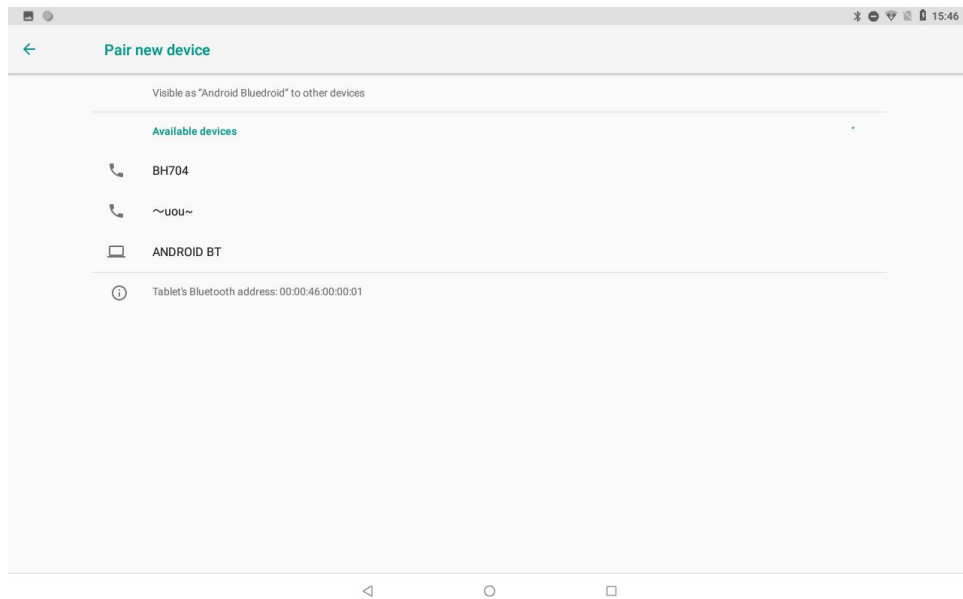 15:46
Pair new device
Visible as “Android Bluedroid” to other devices
Available devices
BH704
～uou~
ANDROID BT
Tablet's Bluetooth address: 00:00:46:00:00:01